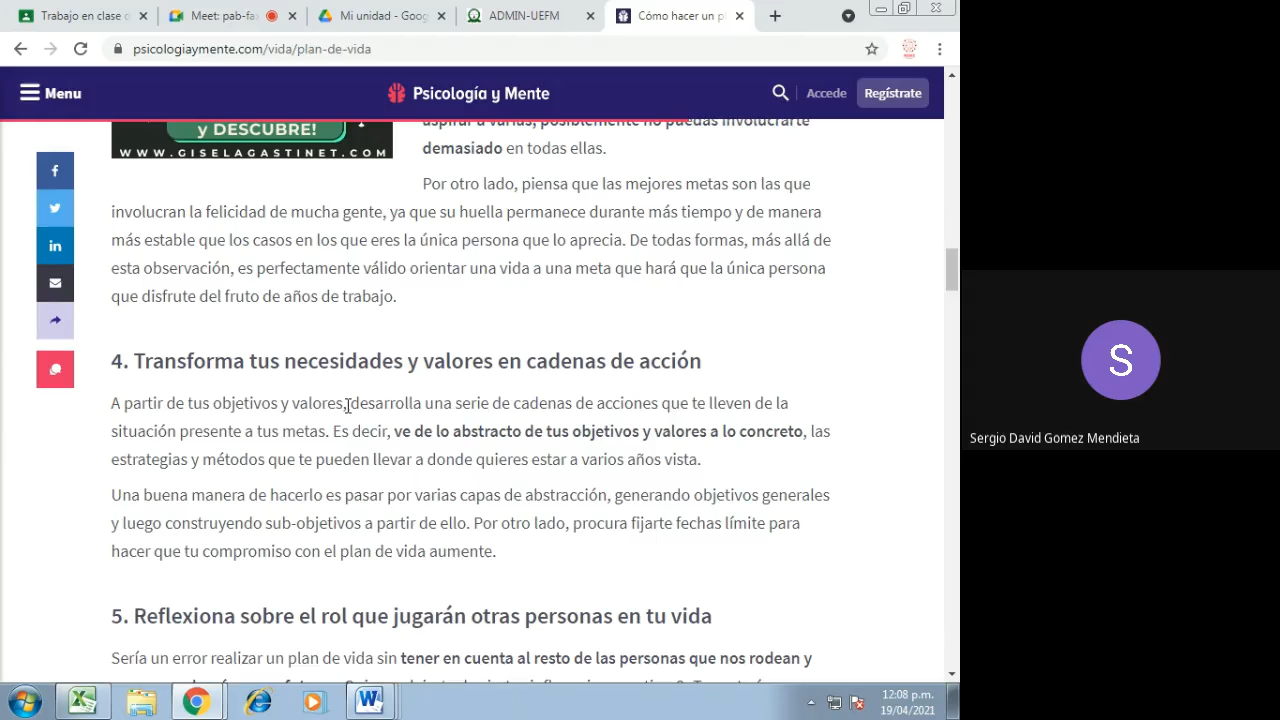 Trabajo en clase
Meet: pab-fax
Mi unidad - Goog
ADMIN-UEFM
Cómo hacer un p
psicologiaymente.com/vida/plan-de-vida
Menu
Psicología y Mente
Accede
Regístrate
y DESCUBRE!
WWW.GISELAGASTINET.COM
aspirar a varias, posiblemente no puedas involucrarte
demasiado en todas ellas.
Por otro lado, piensa que las mejores metas son las que
involucran la felicidad de mucha gente, ya que su huella permanece durante más tiempo y de manera
más estable que los casos en los que eres la única persona que lo aprecia. De todas formas, más allá de
esta observación, es perfectamente válido orientar una vida a una meta que hará que la única persona
que disfrute del fruto de años de trabajo.
4. Transforma tus necesidades y valores en cadenas de acción
A partir de tus objetivos y valores, desarrolla una serie de cadenas de acciones que te lleven de la
situación presente a tus metas. Es decir, ve de lo abstracto de tus objetivos y valores a lo concreto, las
estrategias y métodos que te pueden llevar a donde quieres estar a varios años vista.
Una buena manera de hacerlo es pasar por varias capas de abstracción, generando objetivos generales
y luego construyendo sub-objetivos a partir de ello. Por otro lado, procura fijarte fechas límite para
hacer que tu compromiso con el plan de vida aumente.
5. Reflexiona sobre el rol que jugarán otras personas en tu vida
Sería un error realizar un plan de vida sin tener en cuenta al resto de las personas que nos rodean y
S
Sergio David Gomez Mendieta
12:08 p.m.
19/04/2021